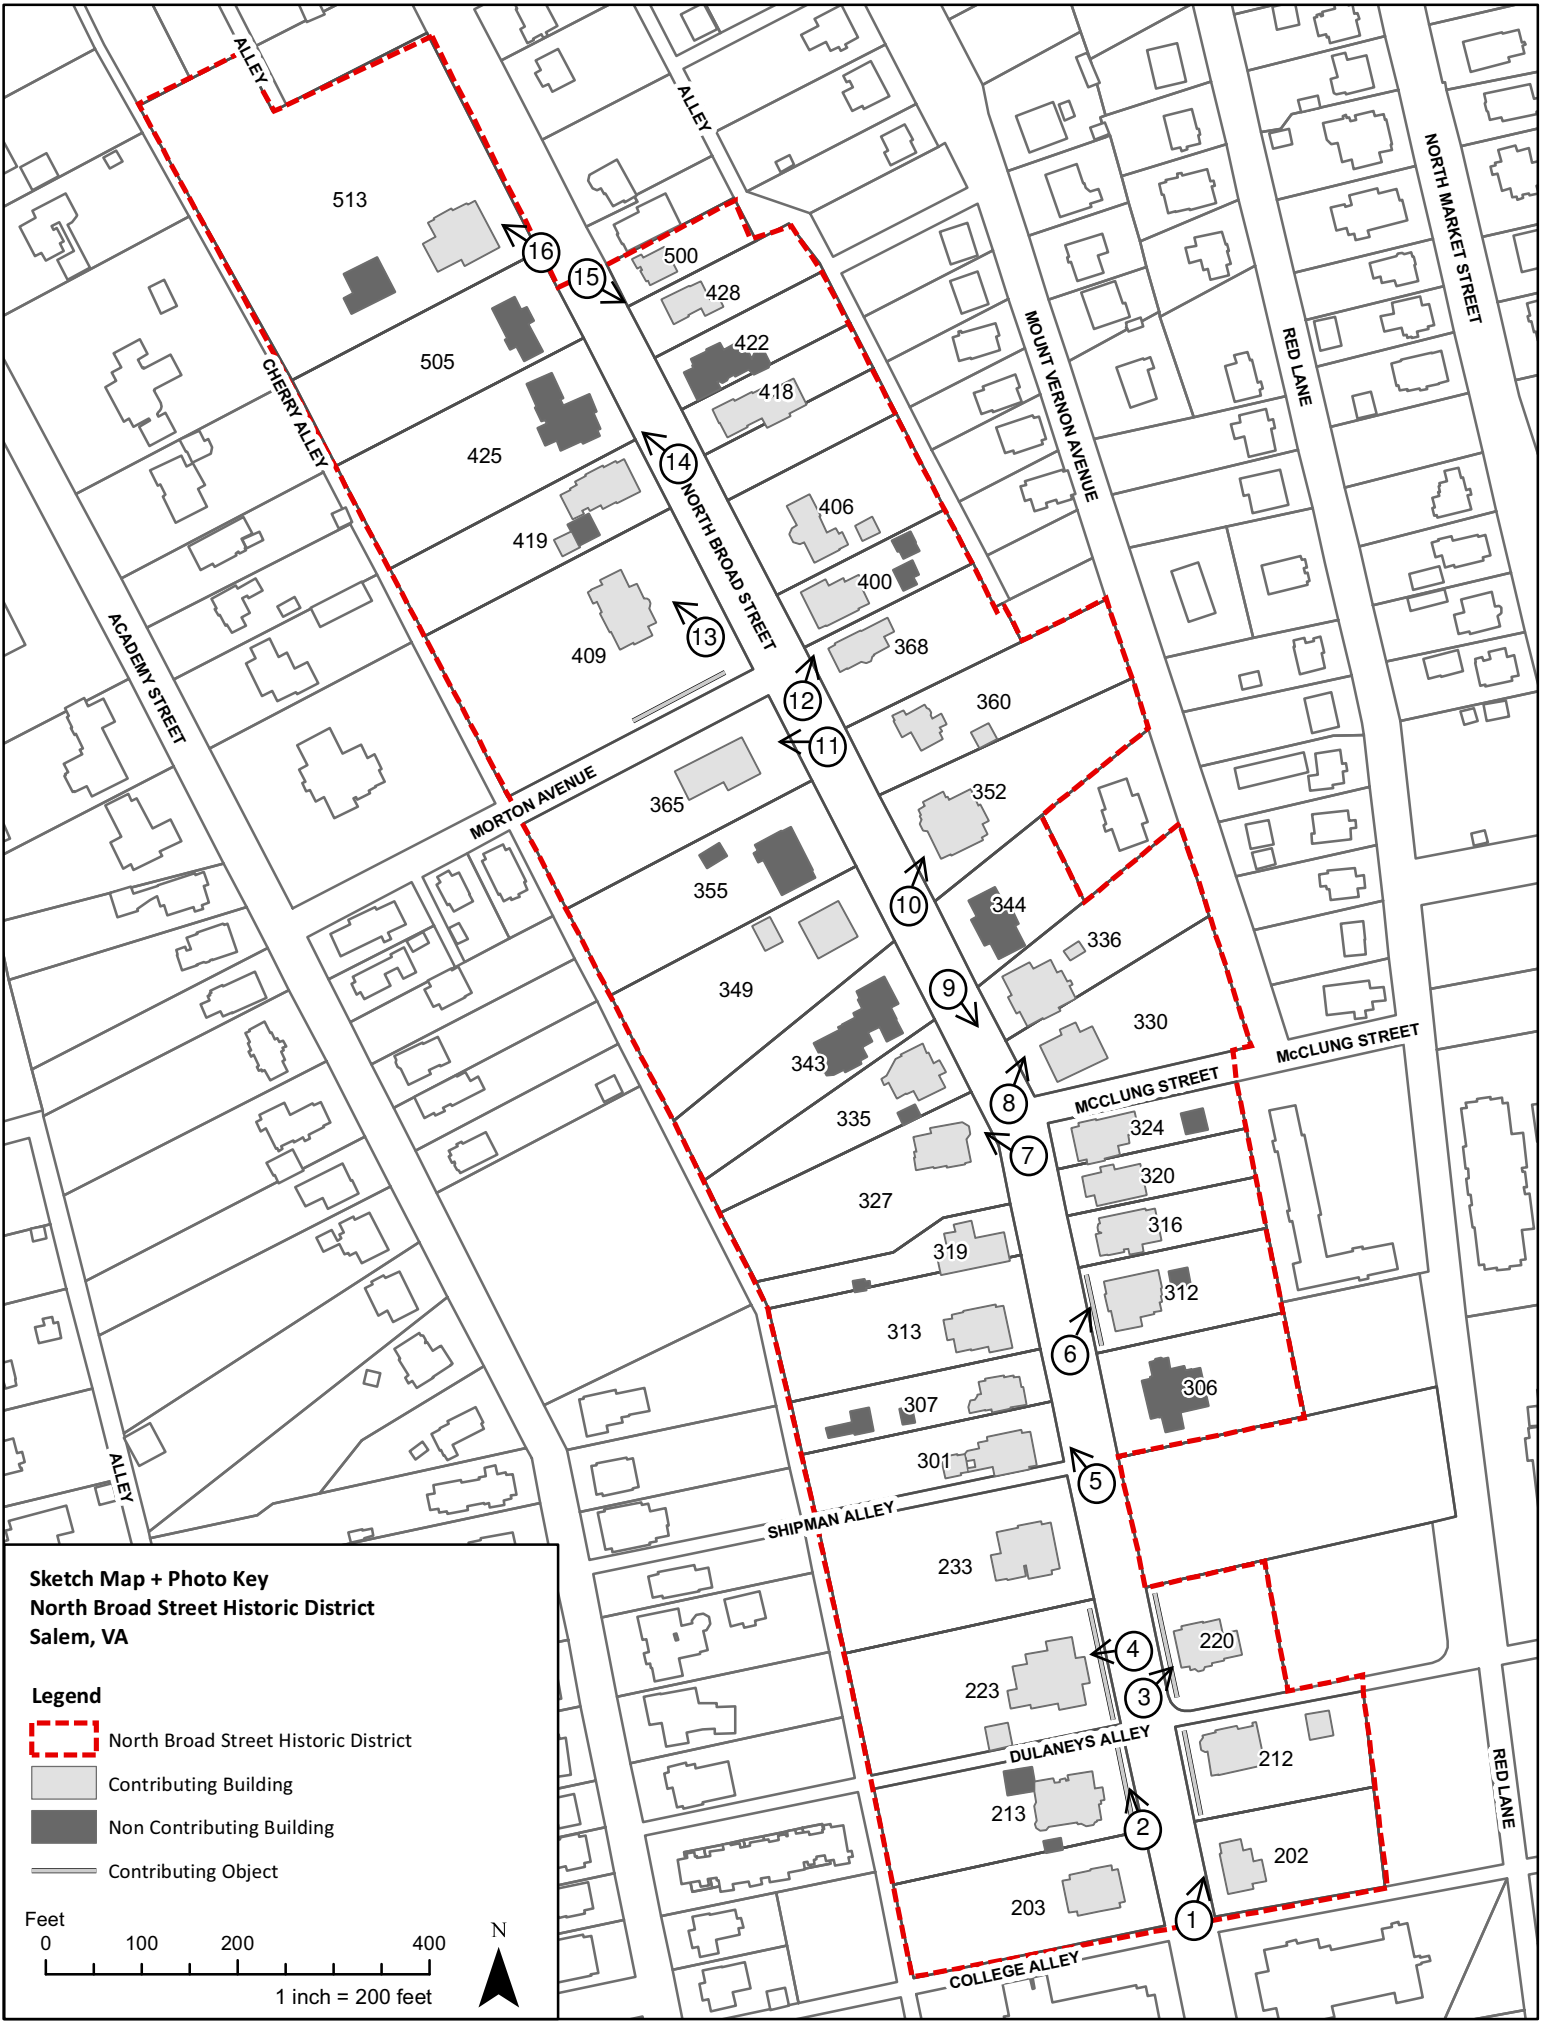 ALLEY
ALLEY
NORTH MARKET STREET
513
16
15
500
428
422
418
505
CHERRY ALLEY
MOUNT VERNON AVENUE
RED LANE
425
14
NORTH BROAD STREET
406
419
400
13
409
368
ACADEMY STREET
12
360
11
365
MORTON AVENUE
352
355
10
344
336
349
9
330
343
McCLUNG STREET
MCCLUNG STREET
8
335
324
7
320
327
316
319
312
313
6
306
307
301
5
ALLEY
SHIPMAN ALLEY
233
220
4
223
3
DULANEYS ALLEY
212
RED LANE
213
2
202
203
1
COLLEGE ALLEY
Sketch Map + Photo Key
North Broad Street Historic District
Salem, VA
Legend
North Broad Street Historic District
Contributing Building
Non Contributing Building
Contributing Object
Feet
0 100 200 400
N
1 inch = 200 feet